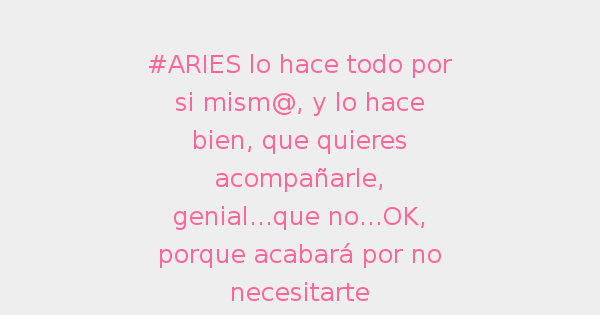 #ARIES lo hace todo por
si mism@, y lo hace
bien, que quieres
acompañarle,
genial...que no...OK,
porque acabará por no
necesitarte